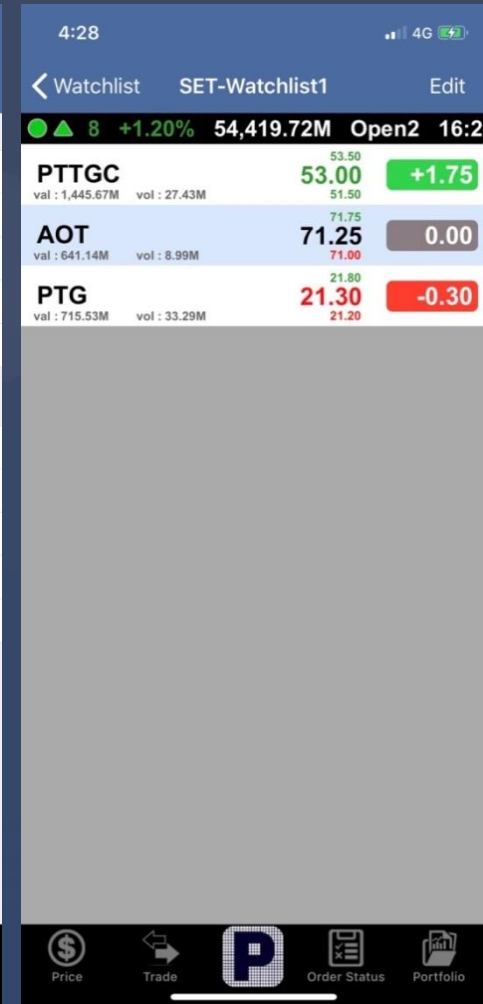 4:28 4G
Watchlist SET-Watchlist1 Edit
8 +1.20% 54,419.72M Open2 16:2
53.50
PTTGC 53.00 +1.75
val : 1,445.67M vol : 27.43M 51.50
71.75
AOT 71.25 0.00
val : 641.14M vol : 8.99M 71.00
21.80
PTG 21.30 -0.30
val : 715.53M vol : 33.29M 21.20
P
Price Trade Order Status Portfolio